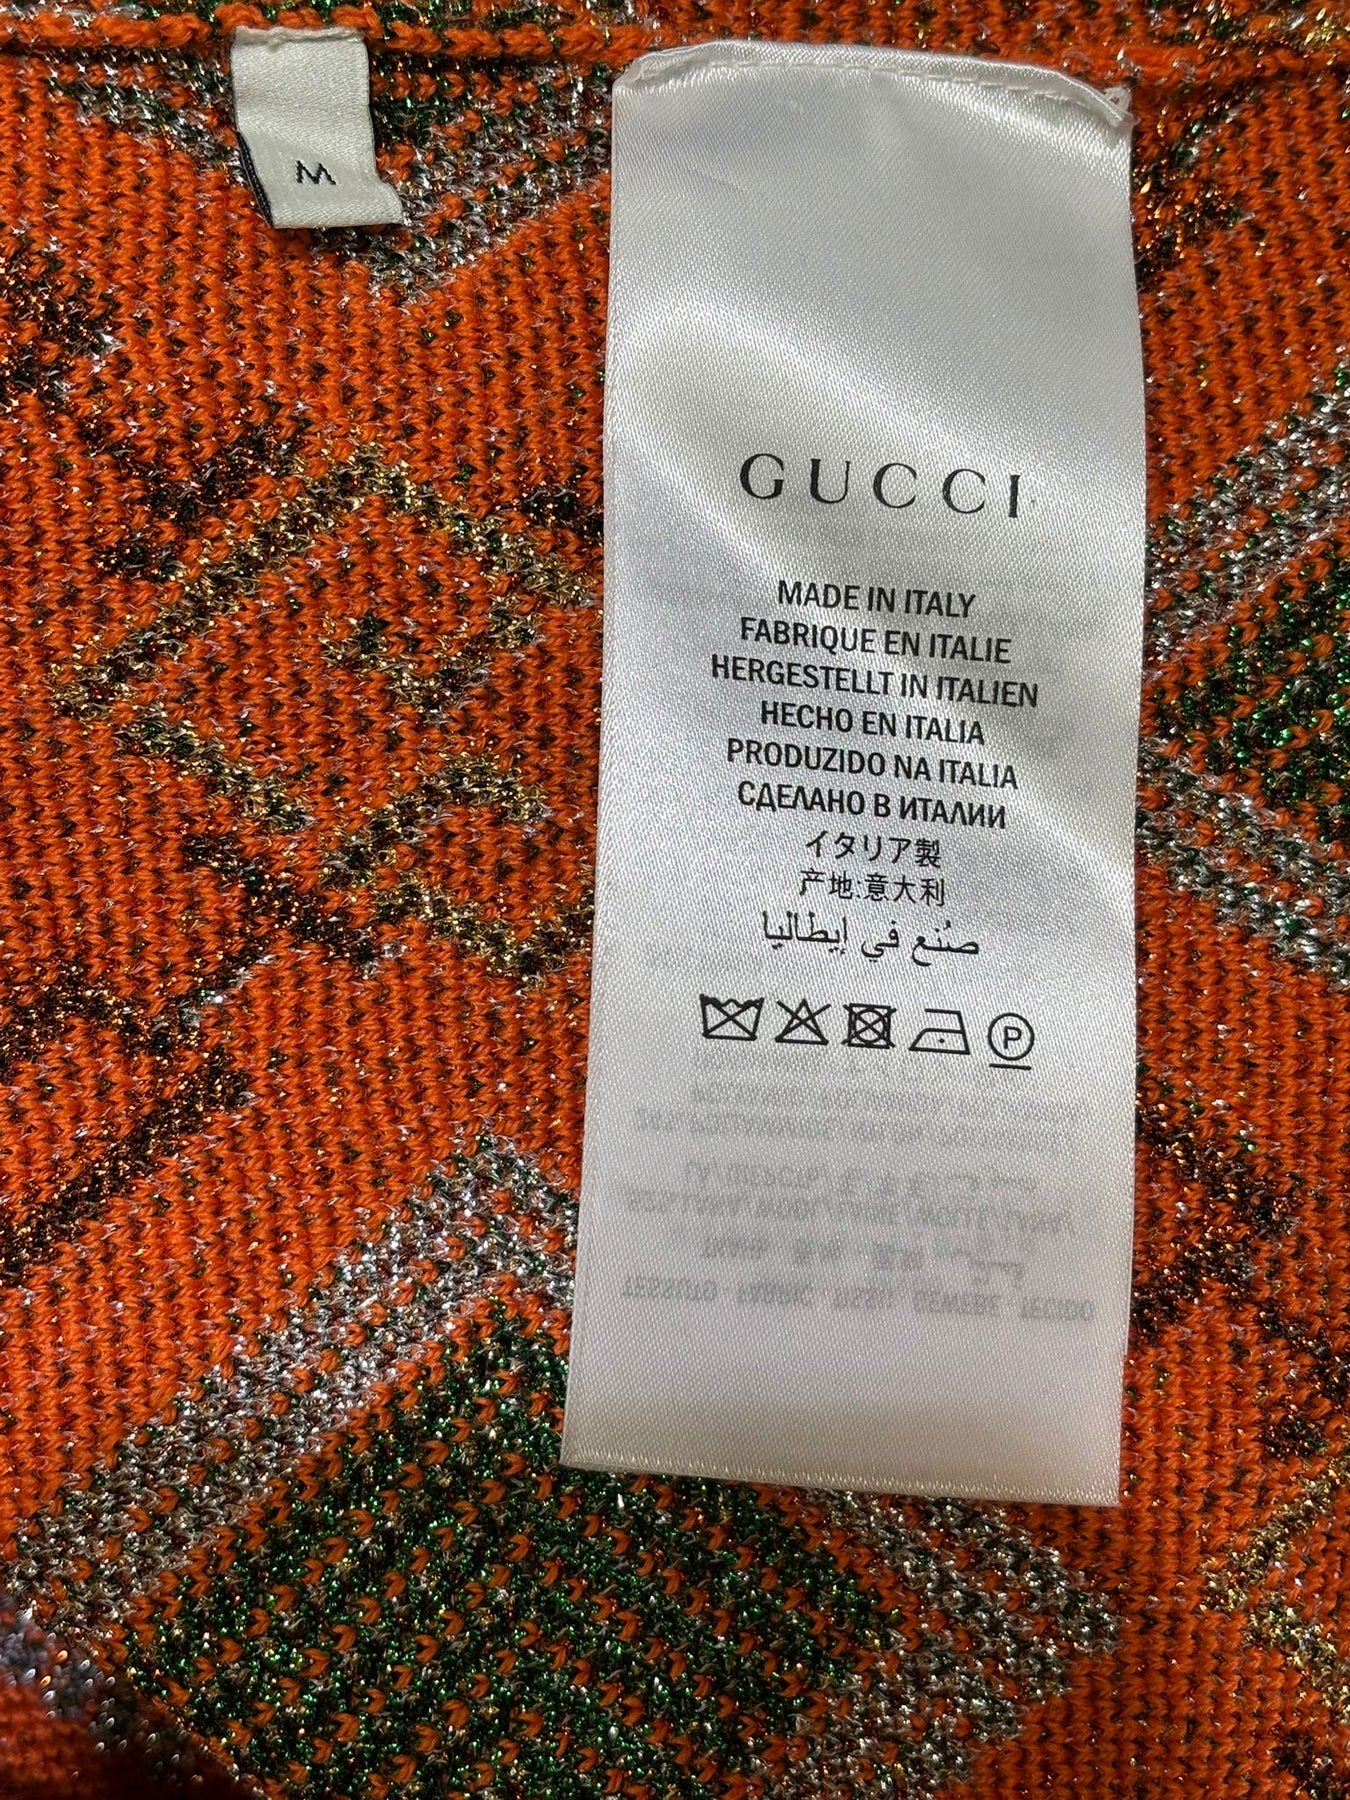 M
GUCCI
MADE IN ITALY
FABRIQUE EN ITALIE
HERGESTELLT IN ITALIEN
HECHO EN ITALIA
PRODUZIDO NA ITALIA
СДЕЛАНО В ИТАЛИИ
イタリア製
产地:意大利
صُنع في إيطاليا
P